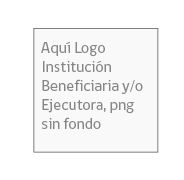 Aquí Logo
Institución
Beneficiaria y/o
Ejecutora, png
sin fondo